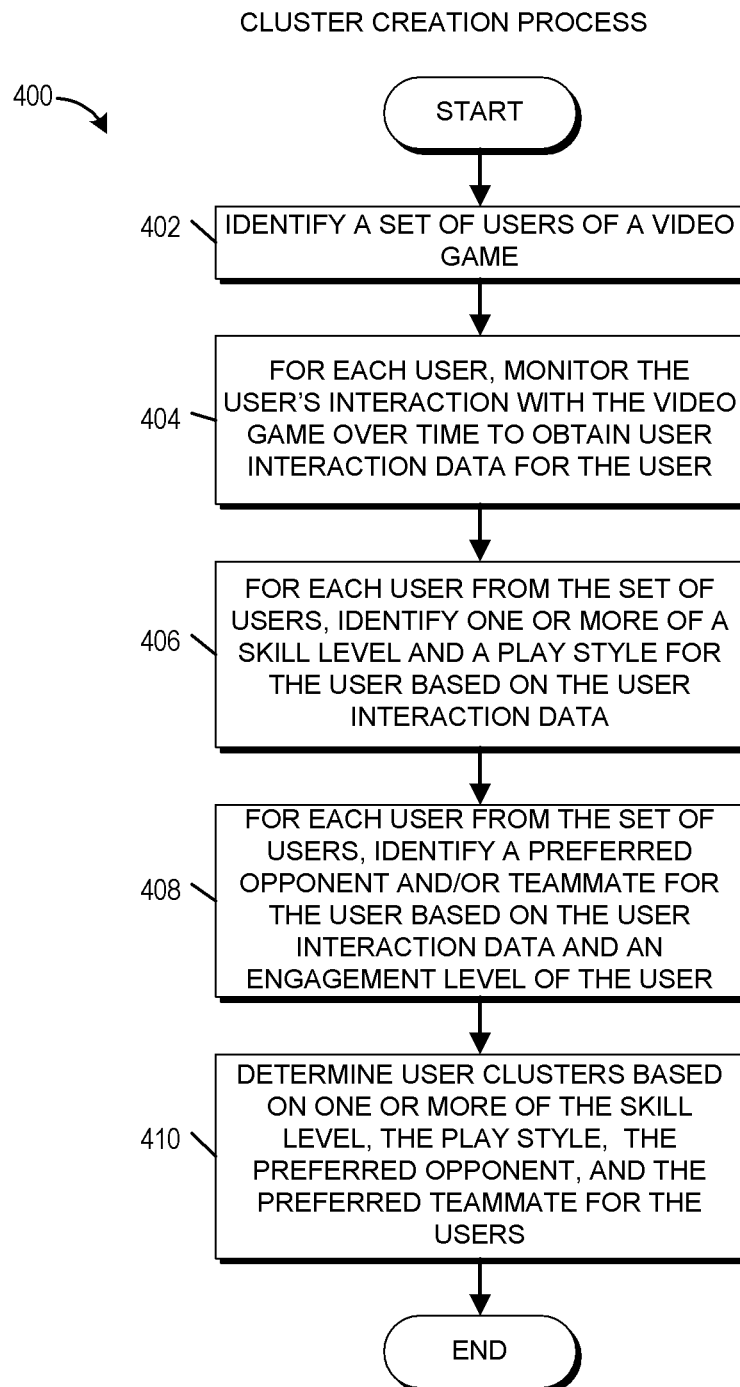 CLUSTER CREATION PROCESS
400
START
402
IDENTIFY A SET OF USERS OF A VIDEO
GAME
404
FOR EACH USER, MONITOR THE
USER'S INTERACTION WITH THE VIDEO
GAME OVER TIME TO OBTAIN USER
INTERACTION DATA FOR THE USER
406
FOR EACH USER FROM THE SET OF
USERS, IDENTIFY ONE OR MORE OF A
SKILL LEVEL AND A PLAY STYLE FOR
THE USER BASED ON THE USER
INTERACTION DATA
408
FOR EACH USER FROM THE SET OF
USERS, IDENTIFY A PREFERRED
OPPONENT AND/OR TEAMMATE FOR
THE USER BASED ON THE USER
INTERACTION DATA AND AN
ENGAGEMENT LEVEL OF THE USER
410
DETERMINE USER CLUSTERS BASED
ON ONE OR MORE OF THE SKILL
LEVEL, THE PLAY STYLE, THE
PREFERRED OPPONENT, AND THE
PREFERRED TEAMMATE FOR THE
USERS
END